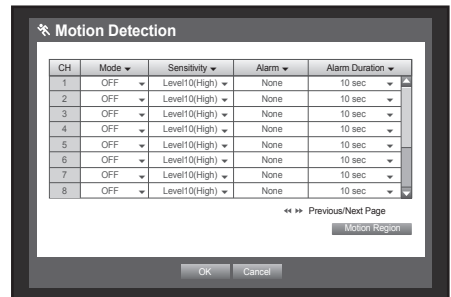 Motion Detection
CH Mode Sensitivity Alarm Alarm Duration
1 OFF Level10(High) None 10 sec
2 OFF Level10(High) None 10 sec
3 OFF Level10(High) None 10 sec
4 OFF Level10(High) None 10 sec
5 OFF Level10(High) None 10 sec
6 OFF Level10(High) None 10 sec
7 OFF Level10(High) None 10 sec
8 OFF Level10(High) None 10 sec
Previous/Next Page
Motion Region
OK Cancel